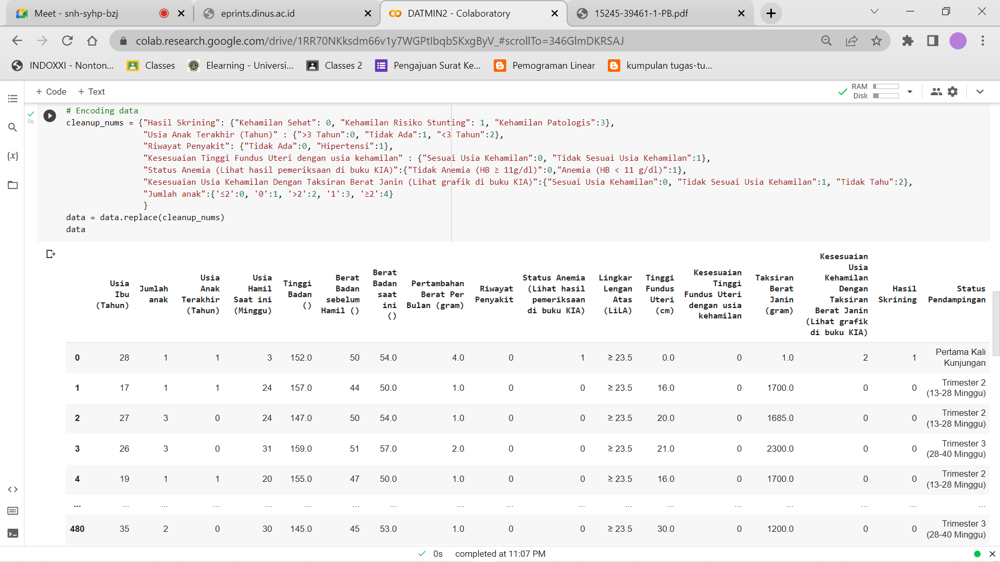 Meet - snh-syhp-bzj
eprints.dinus.ac.id
DATMIN2 - Colaboratory
15245-39461-1-PB.pdf
colab.research.google.com/drive/1RR70NKksdm66v1y7WGPtIbqbSKxgByV_#scrollTo=346GlmDKRSAJ
INDOXXI - Nonton...
Classes
Elearning - Universi...
Classes 2
Pengajuan Surat Ke...
Pemograman Linear
kumpulan tugas-tu...
+ Code + Text
RAM
Disk
0s
# Encoding data
cleanup_nums = {"Hasil Skrining": {"Kehamilan Sehat": 0, "Kehamilan Risiko Stunting": 1, "Kehamilan Patologis":3},
"Usia Anak Terakhir (Tahun)" : {">3 Tahun":0, "Tidak Ada":1, "<3 Tahun":2},
"Riwayat Penyakit": {"Tidak Ada":0, "Hipertensi":1},
"Kesesuaian Tinggi Fundus Uteri dengan usia kehamilan" : {"Sesuai Usia Kehamilan":0, "Tidak Sesuai Usia Kehamilan":1},
"Status Anemia (Lihat hasil pemeriksaan di buku KIA)":{"Tidak Anemia (HB ≥ 11g/dl)":0,"Anemia (HB < 11 g/dl)":1},
"Kesesuaian Usia Kehamilan Dengan Taksiran Berat Janin (Lihat grafik di buku KIA)":{"Sesuai Usia Kehamilan":0, "Tidak Sesuai Usia Kehamilan":1, "Tidak Tahu":2},
"Jumlah anak":{'≤2':0, '0':1, '>2':2, '1':3, '≥2':4}
}
data = data.replace(cleanup_nums)
data
{x}
Usia
Ibu
(Tahun)
Jumlah
anak
Usia
Anak
Terakhir
(Tahun)
Usia
Hamil
Saat ini
(Minggu)
Tinggi
Badan
()
Berat
Badan
sebelum
Hamil ()
Berat
Badan
saat
ini
()
Pertambahan
Berat Per
Bulan (gram)
Riwayat
Penyakit
Status Anemia
(Lihat hasil
pemeriksaan
di buku KIA)
Lingkar
Lengan
Atas
(LiLA)
Tinggi
Fundus
Uteri
(cm)
Kesesuaian
Tinggi
Fundus Uteri
dengan usia
kehamilan
Taksiran
Berat
Janin
(gram)
Kesesuaian
Usia
Kehamilan
Dengan
Taksiran
Berat Janin
(Lihat grafik
di buku KIA)
Hasil
Skrining
Status
Pendampingan
0 28 1 1 3 152.0 50 54.0 4.0 0 1 ≥ 23.5 0.0 0 1.0 2 1 Pertama Kali
Kunjungan
1 17 1 1 24 157.0 44 50.0 1.0 0 0 ≥ 23.5 16.0 0 1700.0 0 0 Trimester 2
(13-28 Minggu)
2 27 3 0 24 147.0 50 54.0 1.0 0 0 ≥ 23.5 20.0 0 1685.0 0 0 Trimester 2
(13-28 Minggu)
3 26 3 0 31 159.0 51 57.0 2.0 0 0 ≥ 23.5 21.0 0 2300.0 0 0 Trimester 3
(28-40 Minggu)
4 19 1 1 20 155.0 47 50.0 1.0 0 0 ≥ 23.5 16.0 0 1700.0 0 0 Trimester 2
(13-28 Minggu)
... ... ... ... ... ... ... ... ... ... ... ... ... ... ... ... ... ...
480 35 2 0 30 145.0 45 53.0 1.0 0 0 ≥ 23.5 30.0 0 1200.0 0 0 Trimester 3
(28-40 Minggu)
0s completed at 11:07 PM